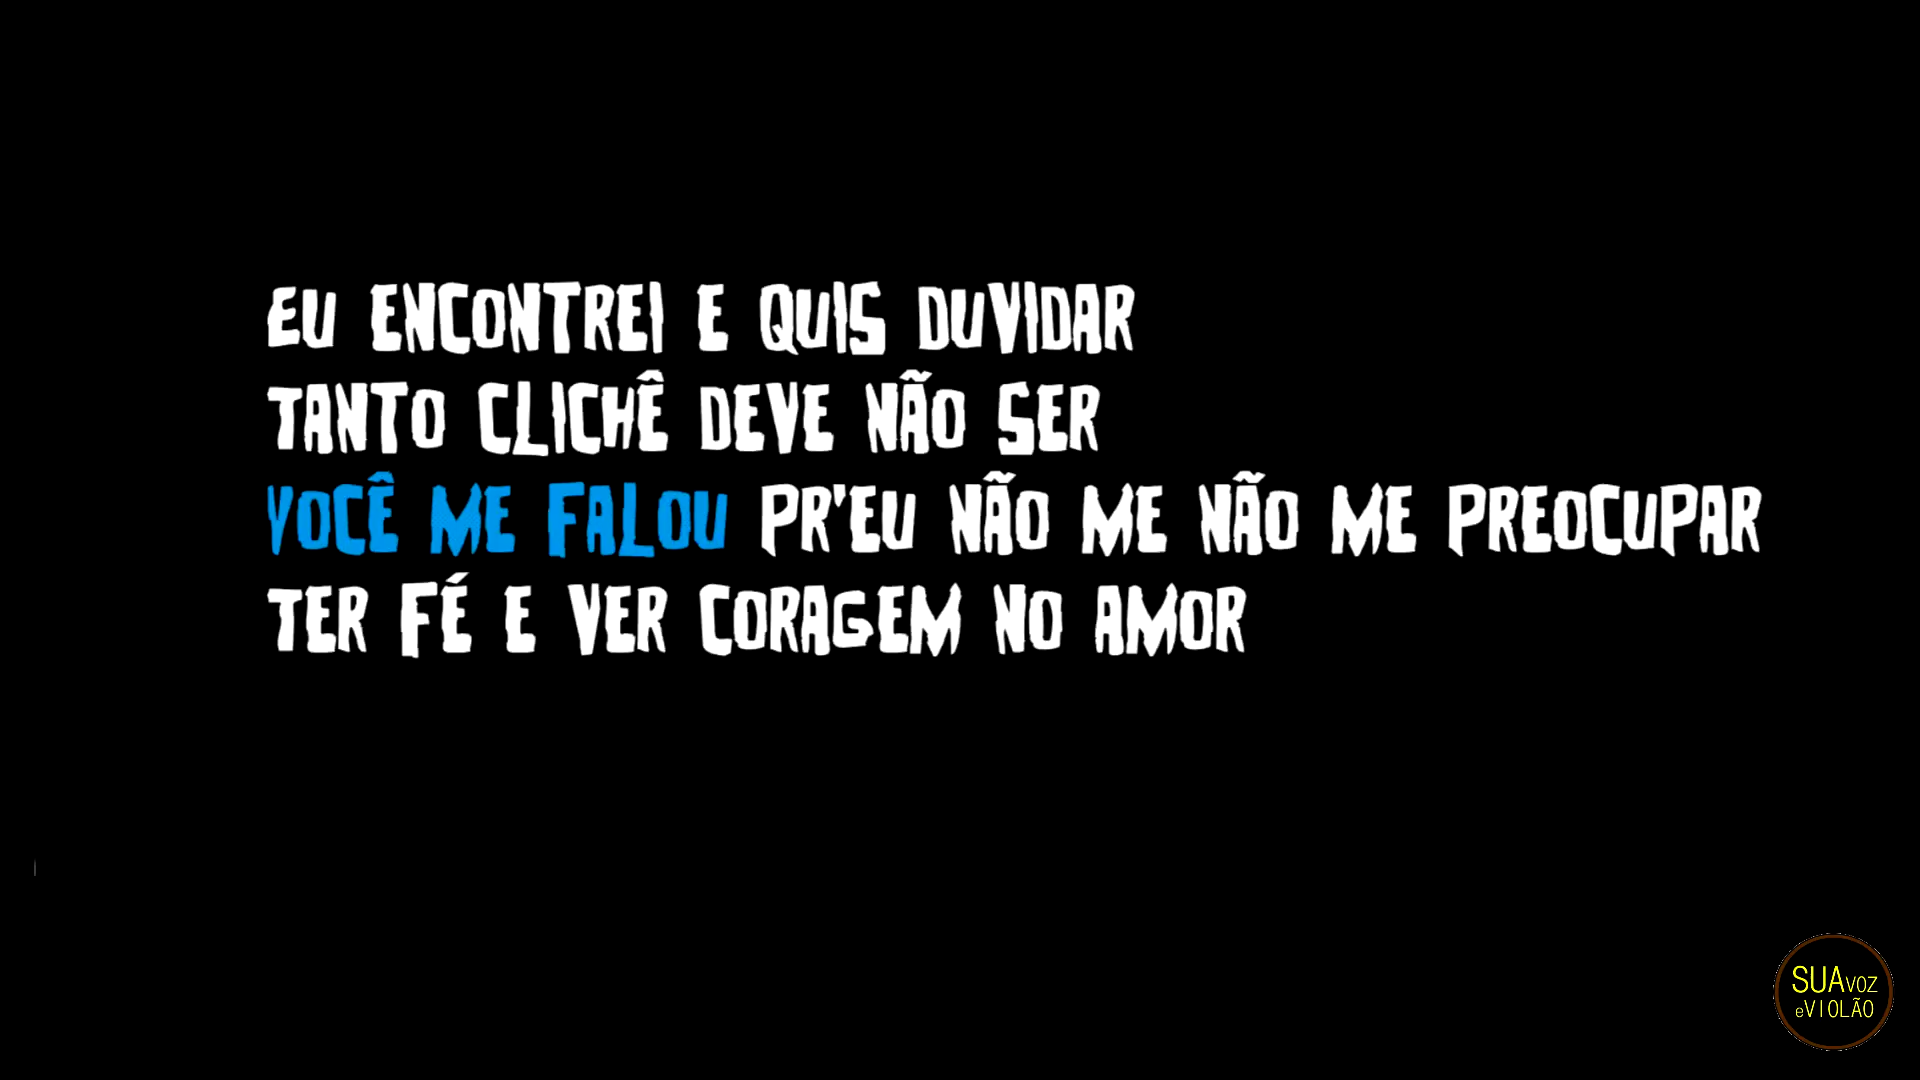 EU ENCONTREI E QUIS DUVIDAR
TANTO CLICHÊ DEVE NÃO SER
VOCÊ ME FALOU PR'EU NÃO ME NÃO ME PREOCUPAR
TER FÉ E VER CORAGEM NO AMOR
SUAVOZ
eVIOLÃO